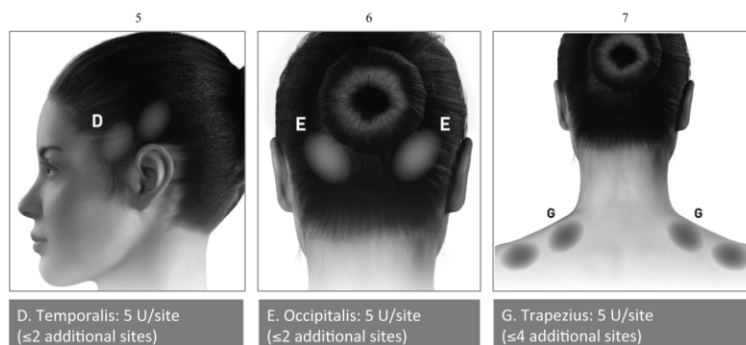 5
6
7
D
E
E
G
G
D. Temporalis: 5 U/site
(≤2 additional sites)
E. Occipitalis: 5 U/site
(≤2 additional sites)
G. Trapezius: 5 U/site
(≤4 additional sites)